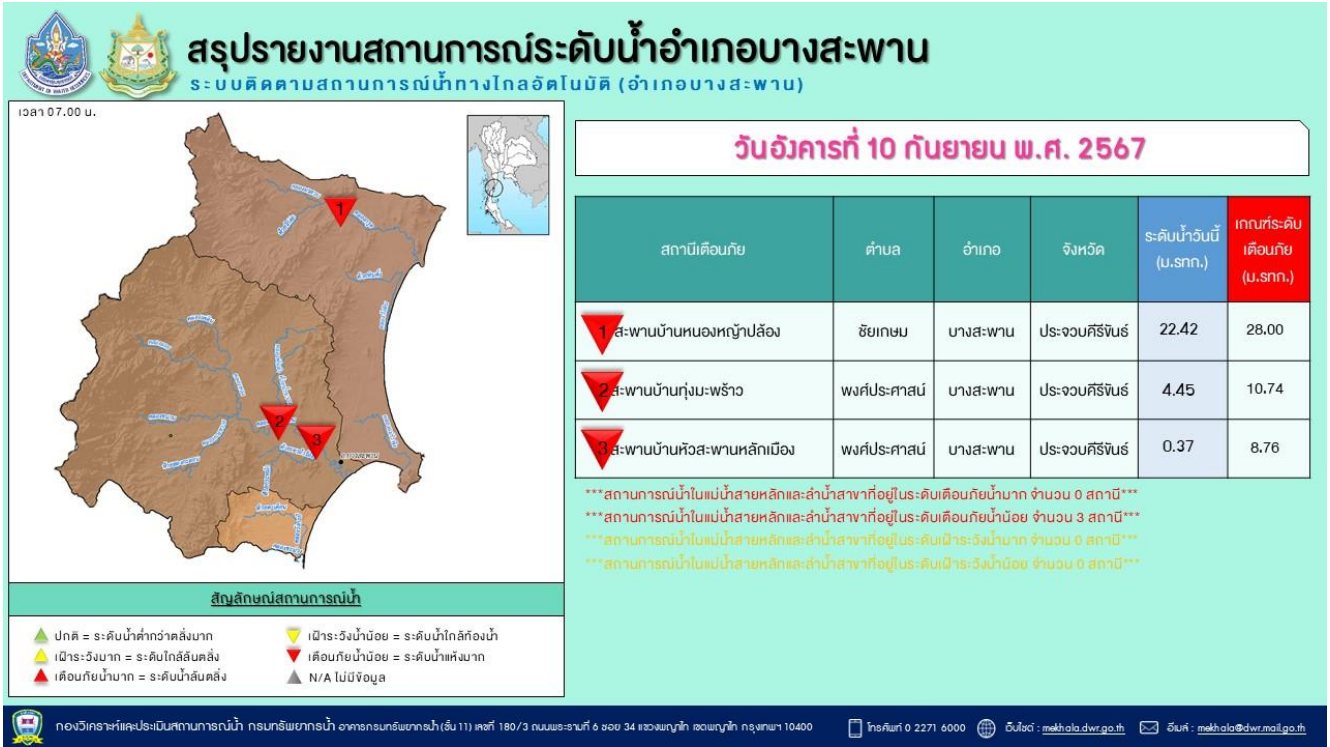 สรุปรายงานสถานการณ์ระดับน้ำอำเภอบางสะพาน
ระบบติดตามสถานการณ์น้ำทางไกลอัตโนมัติ (อำเภอบางสะพาน)
เวลา 07.00 น.
วันอังคารที่ 10 กันยายน พ.ศ. 2567
สถานีเตือนภัย ตำบล อำเภอ จังหวัด ระดับน้ำวันนี้ (ม.รทก.) เกณฑ์ระดับเตือนภัย (ม.รทก.)
1 สะพานบ้านหนองหญ้าปล้อง ชัยเกษม บางสะพาน ประจวบคีรีขันธ์ 22.42 28.00
2 สะพานบ้านทุ่งมะพร้าว พงศ์ประศาสน์ บางสะพาน ประจวบคีรีขันธ์ 4.45 10.74
3 สะพานบ้านหัวสะพานหลักเมือง พงศ์ประศาสน์ บางสะพาน ประจวบคีรีขันธ์ 0.37 8.76
***สถานการณ์น้ำในแม่น้ำสายหลักและลำน้ำสาขาที่อยู่ในระดับเตือนภัยน้ำมาก จำนวน 0 สถานี***
***สถานการณ์น้ำในแม่น้ำสายหลักและลำน้ำสาขาที่อยู่ในระดับเตือนภัยน้ำน้อย จำนวน 3 สถานี***
***สถานการณ์น้ำในแม่น้ำสายหลักและลำน้ำสาขาที่อยู่ในระดับเฝ้าระวังน้ำมาก จำนวน 0 สถานี***
***สถานการณ์น้ำในแม่น้ำสายหลักและลำน้ำสาขาที่อยู่ในระดับเฝ้าระวังน้ำน้อย จำนวน 0 สถานี***
1
2
3
สัญลักษณ์สถานการณ์น้ำ
ปกติ = ระดับน้ำต่ำกว่าตลิ่งมาก
เฝ้าระวังมาก = ระดับใกล้ล้นตลิ่ง
เตือนภัยน้ำมาก = ระดับน้ำล้นตลิ่ง
เฝ้าระวังน้ำน้อย = ระดับน้ำใกล้ท้องน้ำ
เตือนภัยน้ำน้อย = ระดับน้ำแห้งมาก
N/A ไม่มีข้อมูล
กองวิเคราะห์และประเมินสถานการณ์น้ำ กรมทรัพยากรน้ำ อาคารกรมทรัพยากรน้ำ (ชั้น 11) เลขที่ 180/3 ถนนพระรามที่ 6 ซอย 34 แขวงพญาไท เขตพญาไท กรุงเทพฯ 10400 โทรศัพท์ 0 2271 6000 เว็บไซต์ : mekhala.dwr.go.th อีเมล์ : mekhala@dwr.mail.go.th